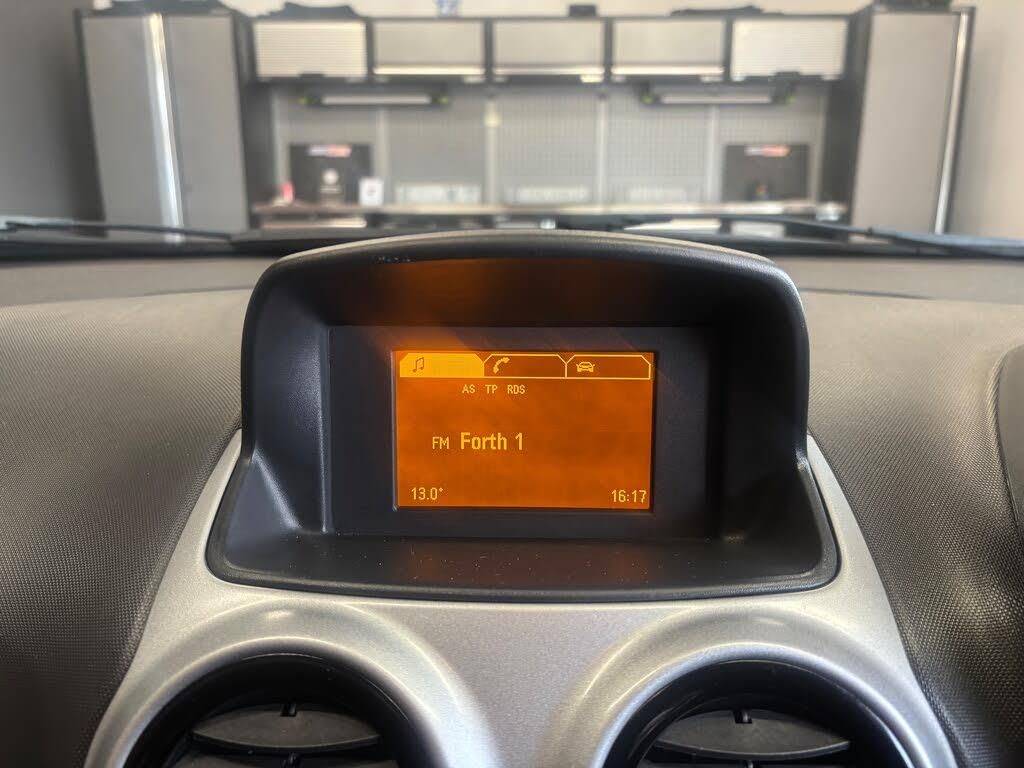 AS TP RDS
FM Forth 1
13.0° 16:17